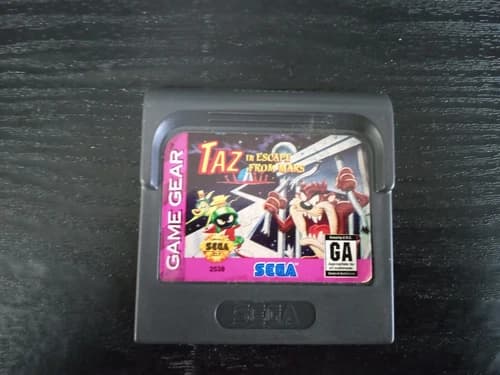 GAME GEAR
TAZ IN ESCAPE
FROM MARS
SEGA
2538
SEGA
GA
SEGA